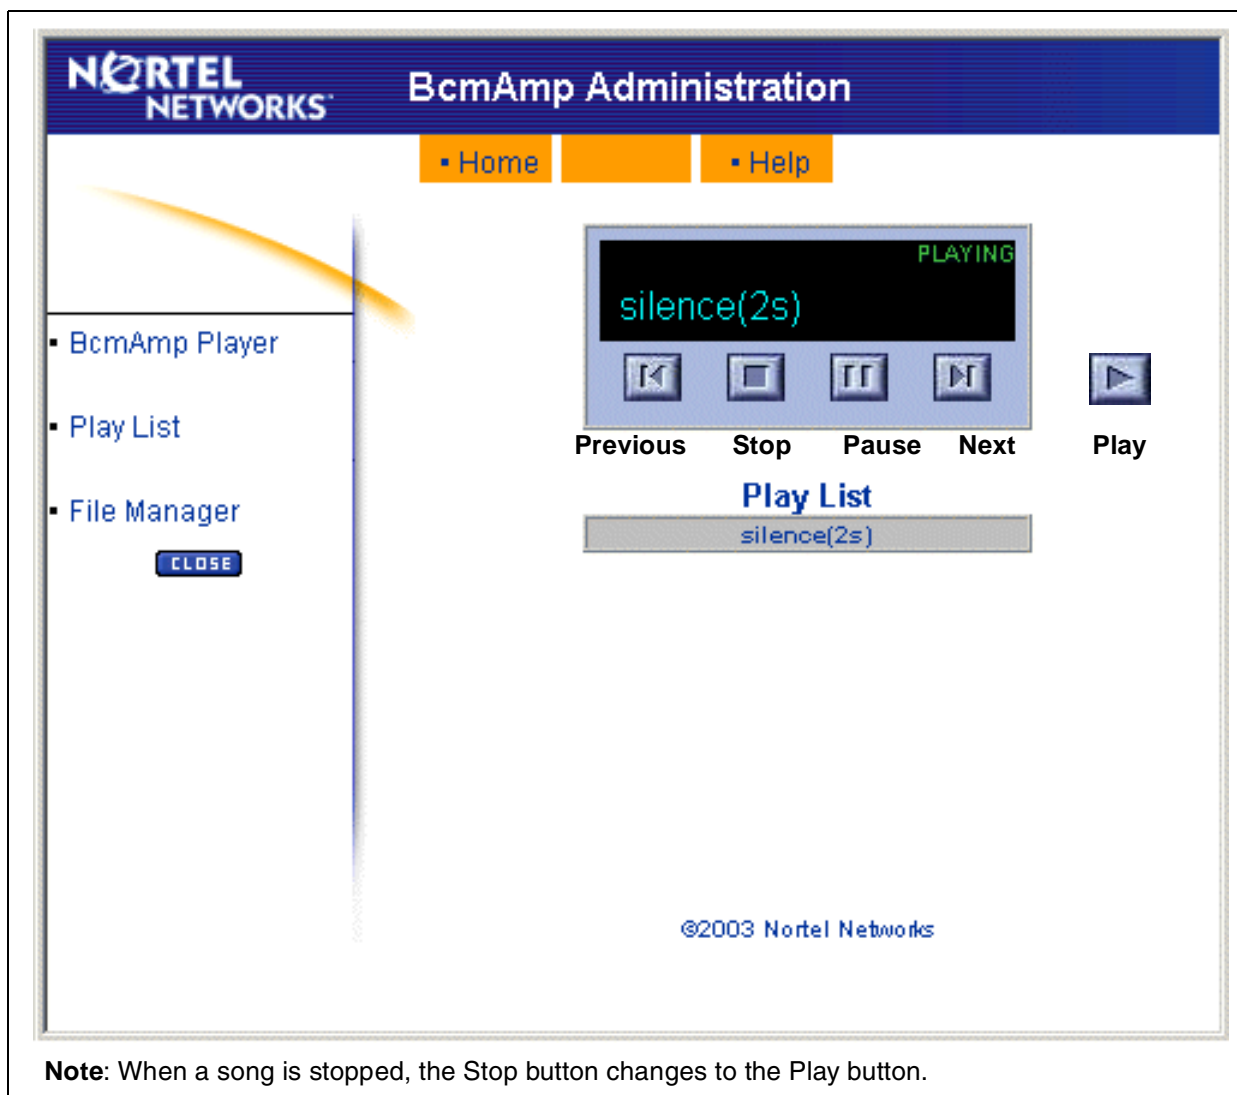 NORTEL
NETWORKS
BcmAmp Administration
Home
Help
PLAYING
silence(2s)
BcmAmp Player
Play List
File Manager
CLOSE
Previous Stop Pause Next Play
Play List
silence(2s)
©2003 Nortel Networks
Note: When a song is stopped, the Stop button changes to the Play button.